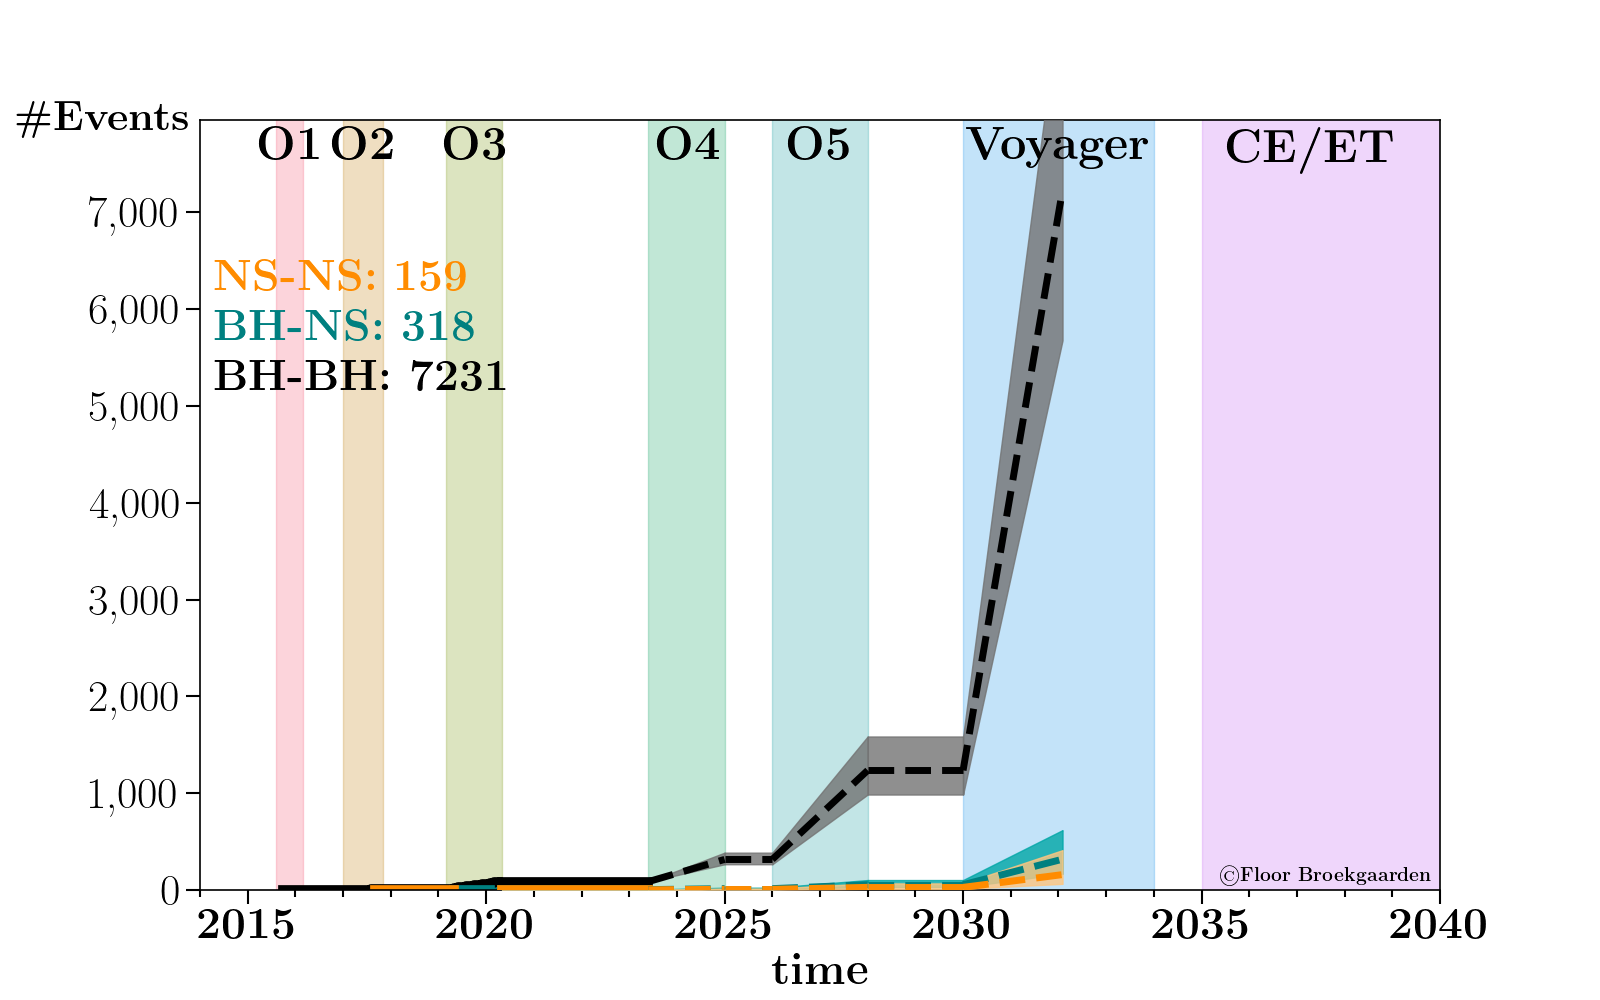 #Events
O1 O2 O3 O4 O5 Voyager CE/ET
7,000
NS-NS: 159
6,000
BH-NS: 318
BH-BH: 7231
5,000
4,000
3,000
2,000
1,000
©Floor Broekgaarden
0
2015 2020 2025 2030 2035 2040
time